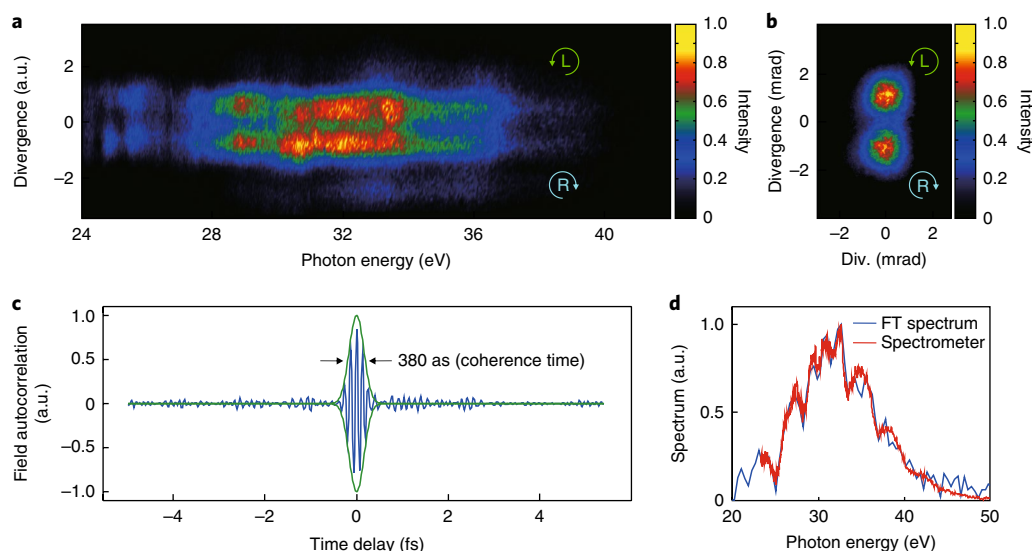 a
Divergence (a.u.)
2
0
−2
24
28
32
36
40
Photon energy (eV)
L
R
1.0
0.8
0.6
0.4
0.2
0
Intensity
b
Divergence (mrad)
2
0
−2
−2
0
2
Div. (mrad)
L
R
1.0
0.8
0.6
0.4
0.2
0
Intensity
c
Field autocorrelation
(a.u.)
1.0
0.5
0
−0.5
−1.0
380 as (coherence time)
−4
−2
0
2
4
Time delay (fs)
d
Spectrum (a.u.)
1.0
0.5
0
FT spectrum
Spectrometer
20
30
40
50
Photon energy (eV)